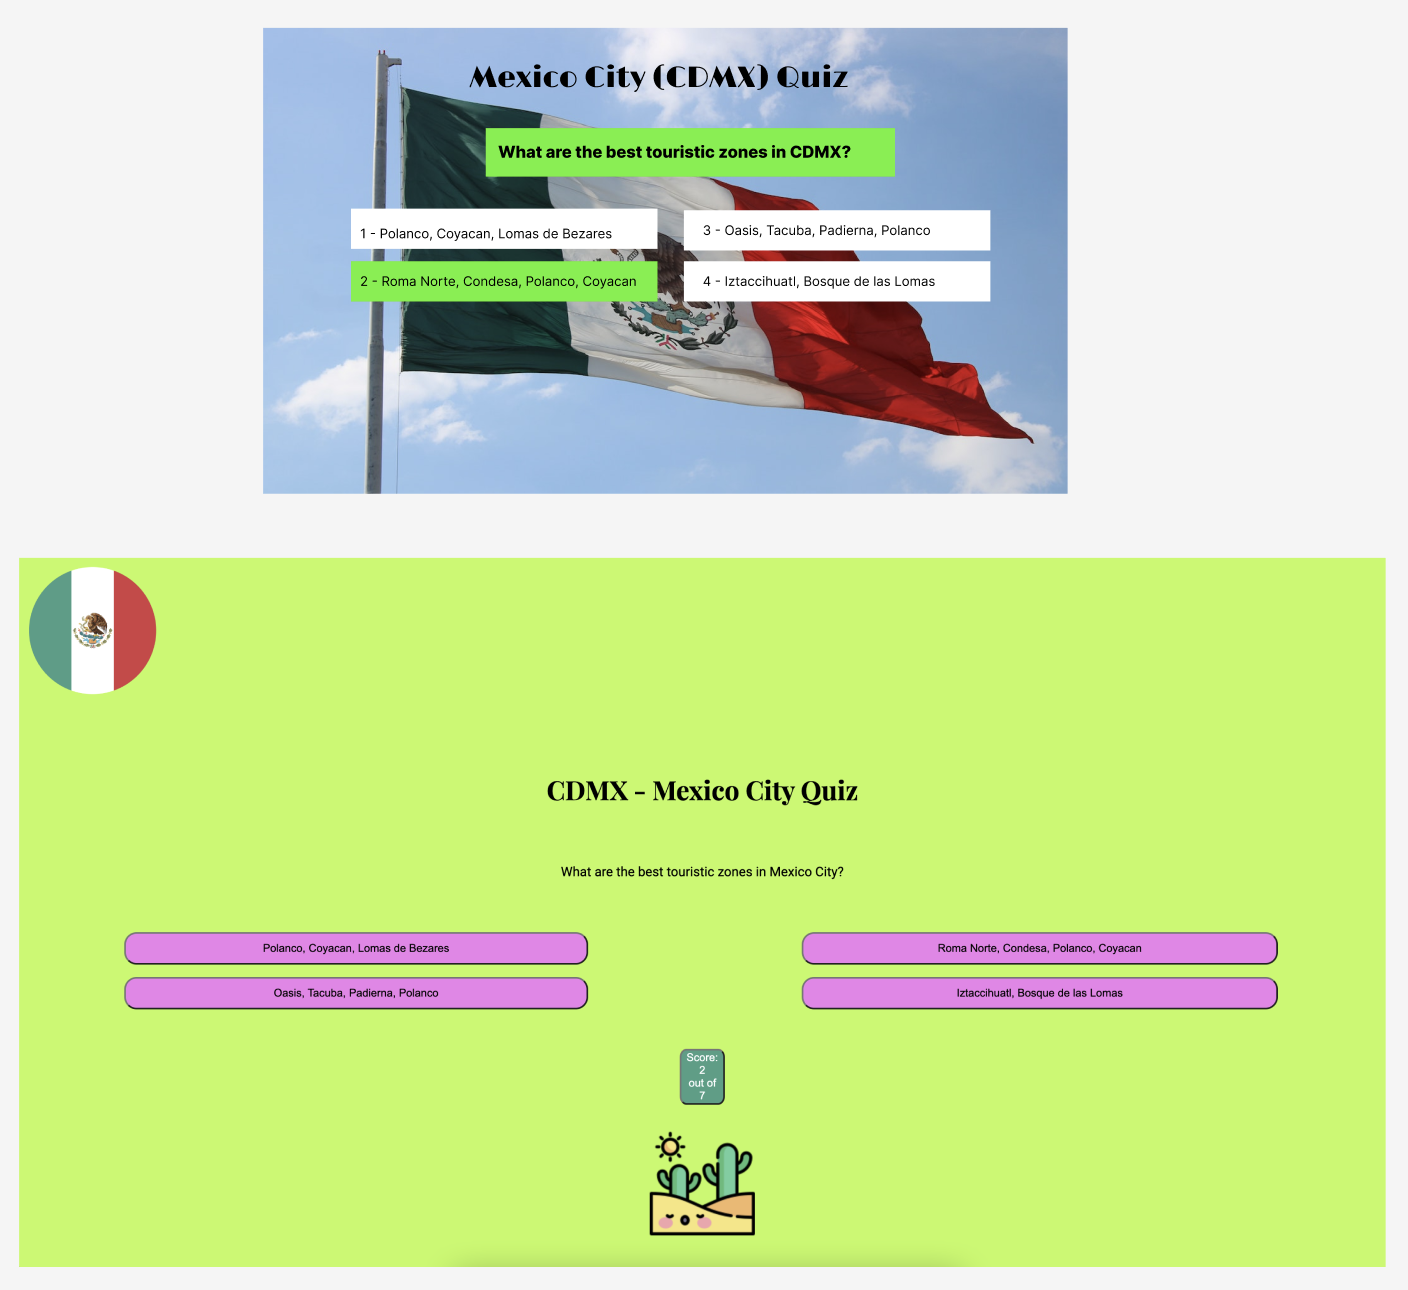 Mexico City (CDMX) Quiz
What are the best touristic zones in CDMX?
1 - Polanco, Coyacan, Lomas de Bezares
3 - Oasis, Tacuba, Padierna, Polanco
2 - Roma Norte, Condesa, Polanco, Coyacan
4 - Iztaccihuatl, Bosque de las Lomas
CDMX - Mexico City Quiz
What are the best touristic zones in Mexico City?
Polanco, Coyacan, Lomas de Bezares
Roma Norte, Condesa, Polanco, Coyacan
Oasis, Tacuba, Padierna, Polanco
Iztaccihuatl, Bosque de las Lomas
Score:
2
out of
7